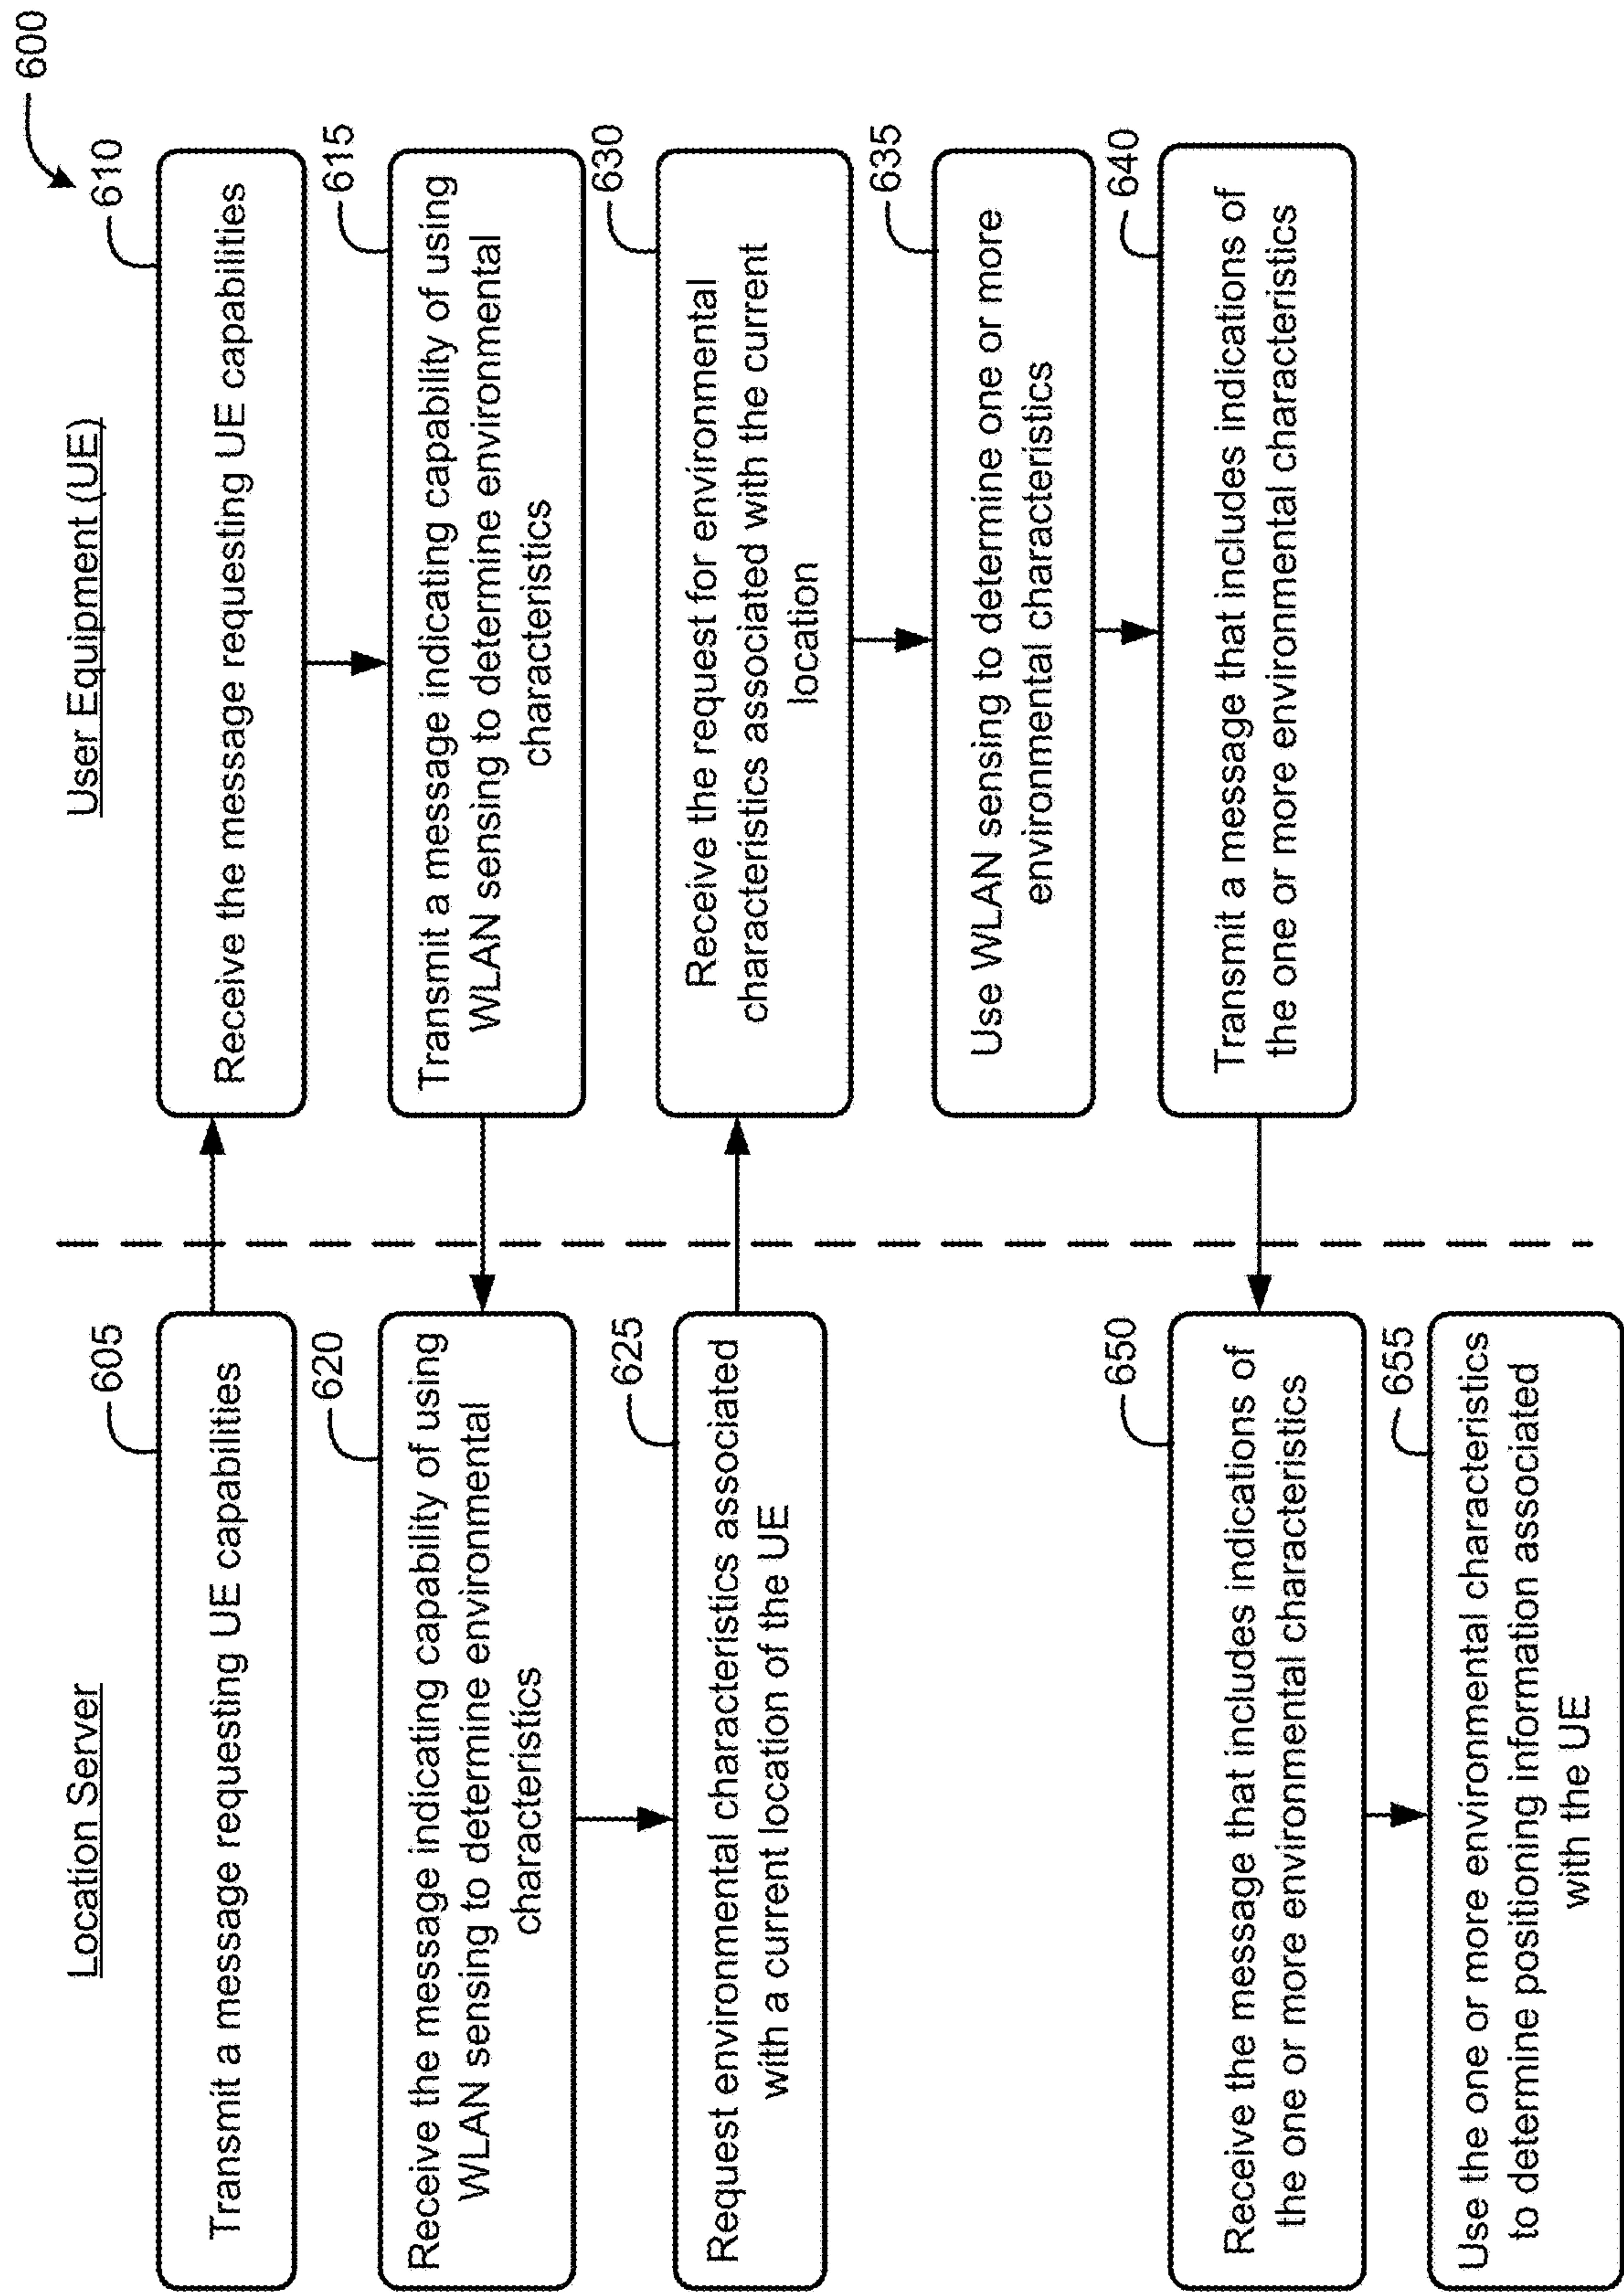 600
Location Server
User Equipment (UE)
605
Transmit a message requesting UE capabilities
610
Receive the message requesting UE capabilities
615
Transmit a message indicating capability of using
WLAN sensing to determine environmental
characteristics
620
Receive the message indicating capability of using
WLAN sensing to determine environmental
characteristics
625
Request environmental characteristics associated
with a current location of the UE
630
Receive the request for environmental
characteristics associated with the current
location
635
Use WLAN sensing to determine one or more
environmental characteristics
640
Transmit a message that includes indications of
the one or more environmental characteristics
650
Receive the message that includes indications of
the one or more environmental characteristics
655
Use the one or more environmental characteristics
to determine positioning information associated
with the UE